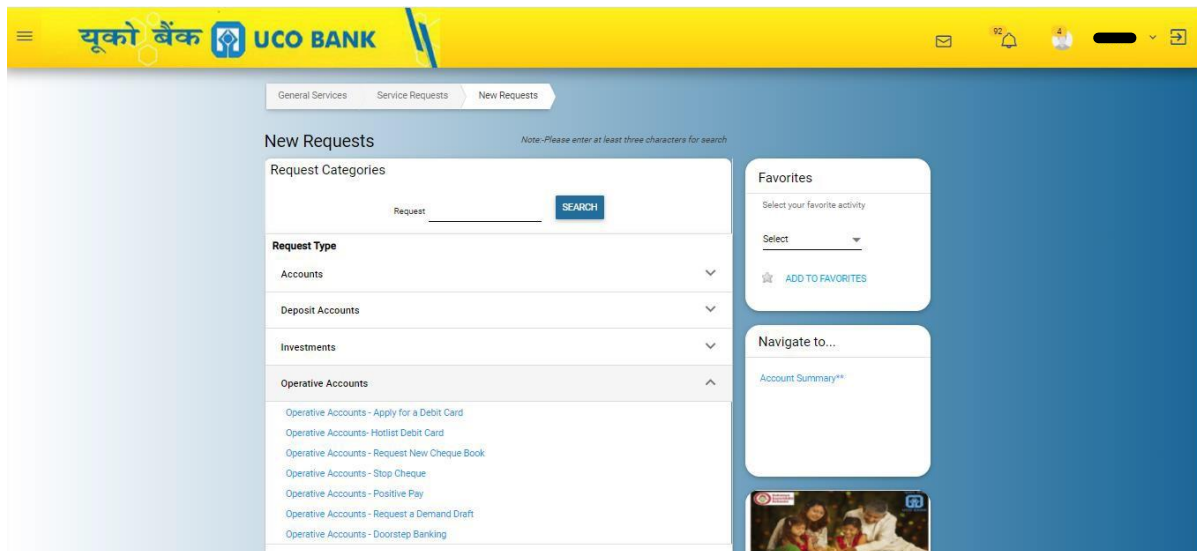 यूको बैंक UCO BANK
92
4
General Services Service Requests New Requests
New Requests
Note:-Please enter at least three characters for search
Request Categories
Request SEARCH
Request Type
Accounts
Deposit Accounts
Investments
Operative Accounts
Operative Accounts - Apply for a Debit Card
Operative Accounts- Hotlist Debit Card
Operative Accounts - Request New Cheque Book
Operative Accounts - Stop Cheque
Operative Accounts - Positive Pay
Operative Accounts - Request a Demand Draft
Operative Accounts - Doorstep Banking
Favorites
Select your favorite activity
Select
ADD TO FAVORITES
Navigate to...
Account Summary**
UCO BANK